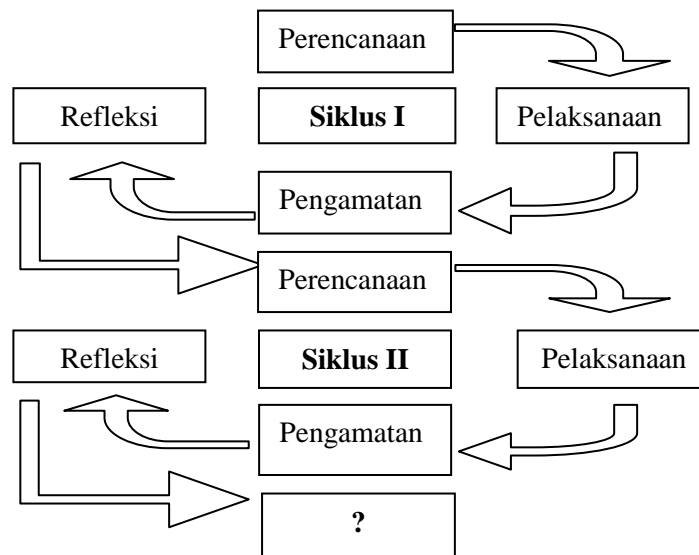 Perencanaan
Refleksi
Siklus I
Pelaksanaan
Pengamatan
Perencanaan
Refleksi
Siklus II
Pelaksanaan
Pengamatan
?